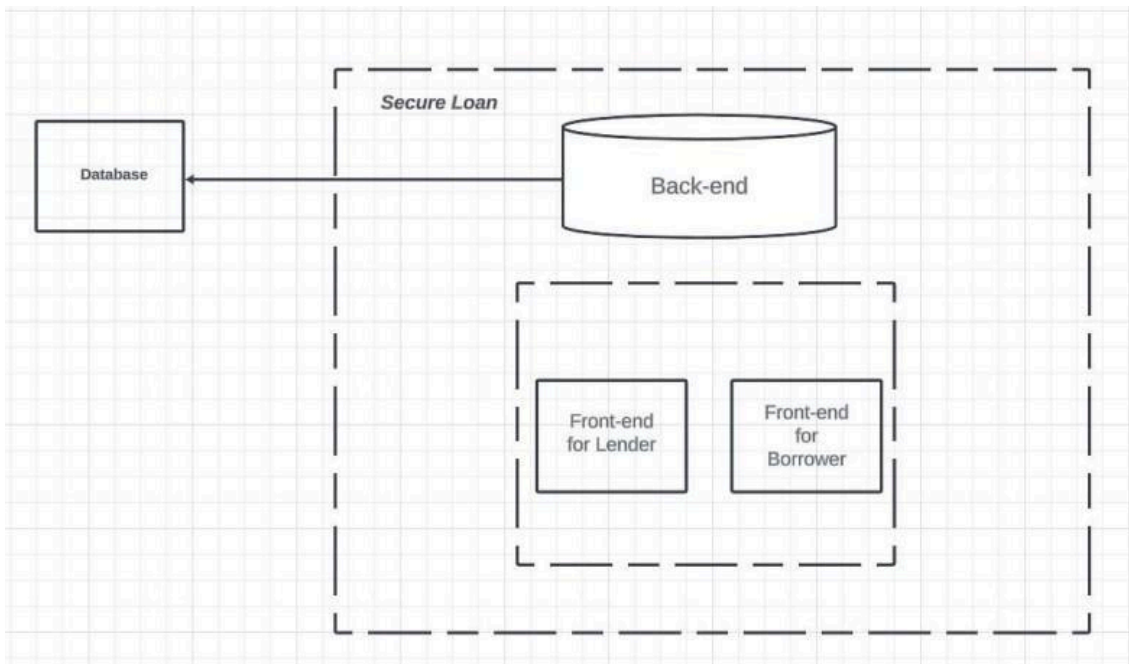 Secure Loan
Database
Back-end
Front-end
for Lender
Front-end
for
Borrower